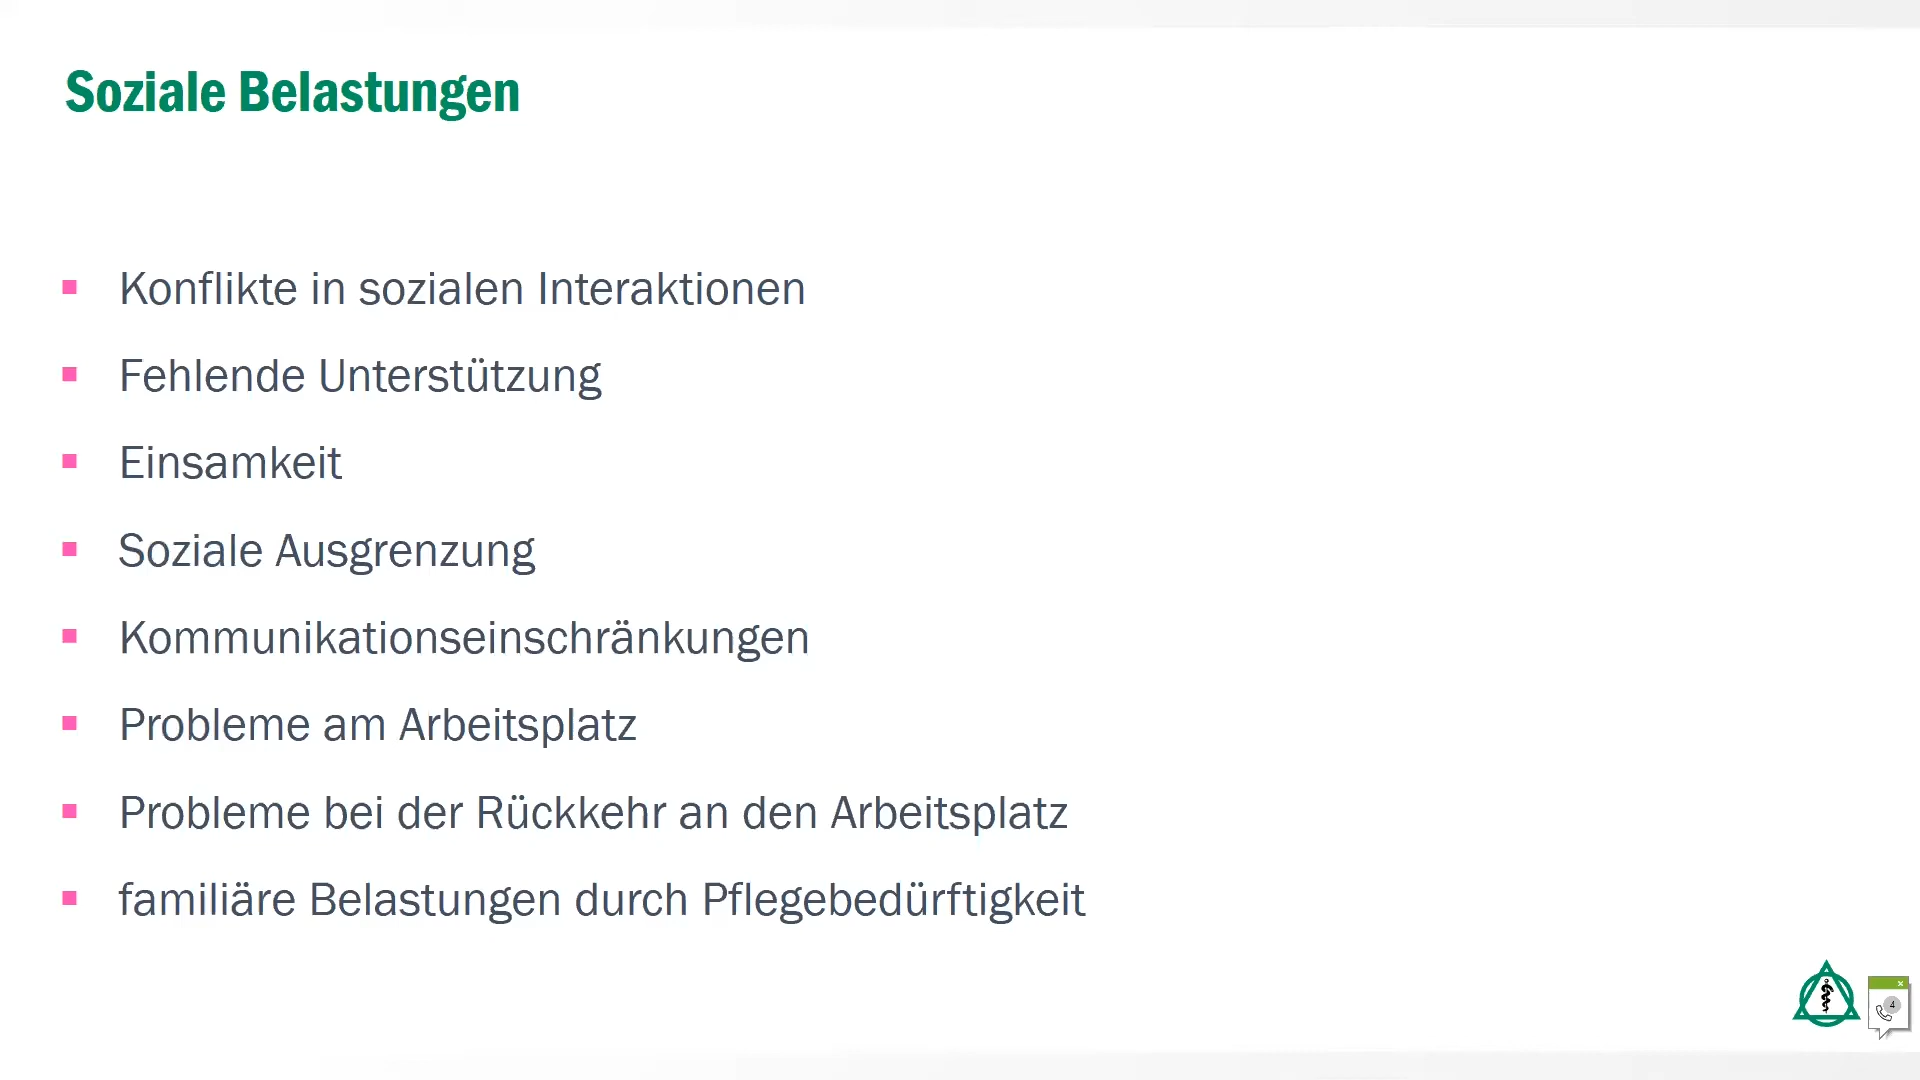 Soziale Belastungen
Konflikte in sozialen Interaktionen
Fehlende Unterstützung
Einsamkeit
Soziale Ausgrenzung
Kommunikationseinschränkungen
Probleme am Arbeitsplatz
Probleme bei der Rückkehr an den Arbeitsplatz
familiäre Belastungen durch Pflegebedürftigkeit
4